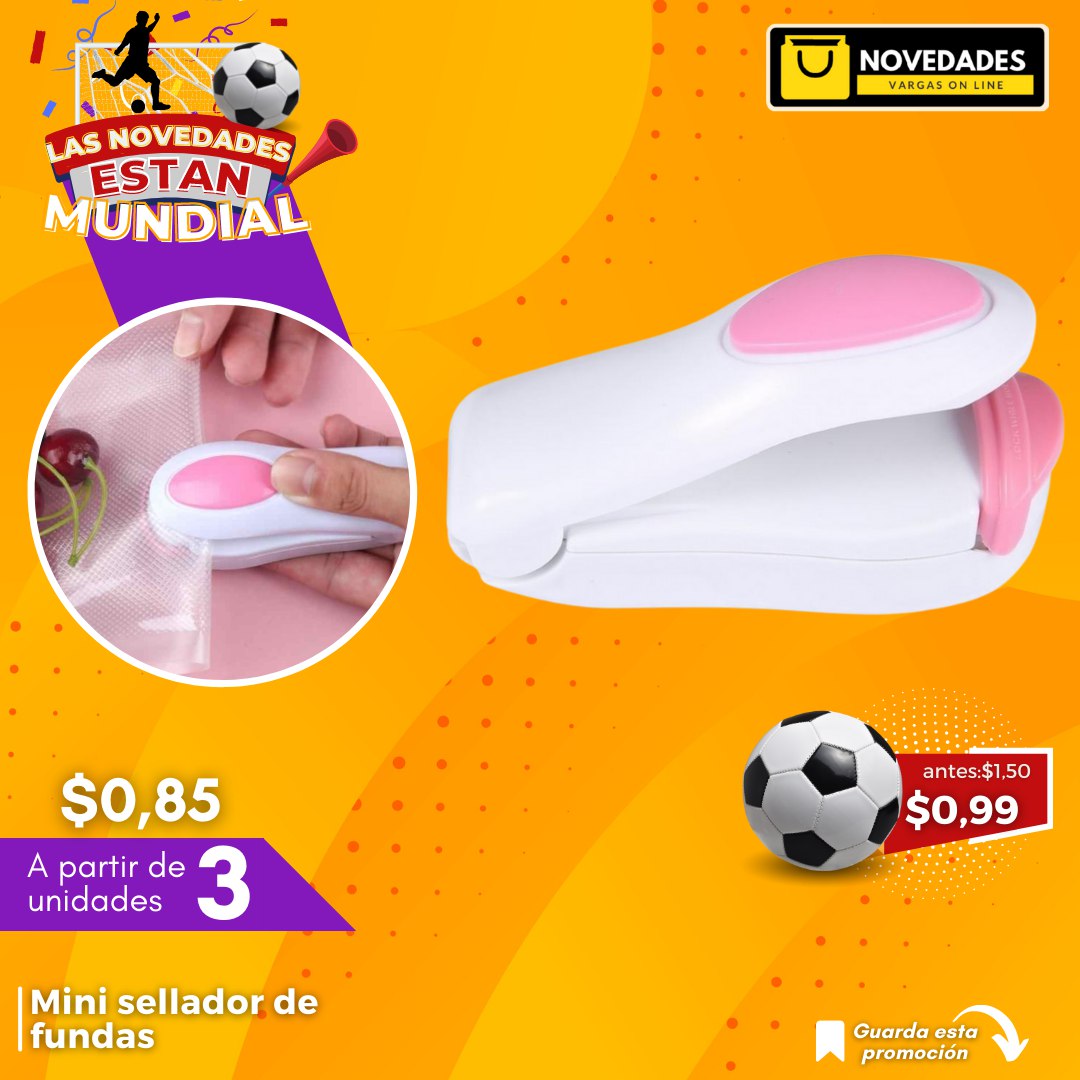 LAS NOVEDADES
ESTAN
MUNDIAL
NOVEDADES
VARGAS ON LINE
antes:$1,50
$0,99
$0,85
A partir de
unidades
3
Mini sellador de
fundas
Guarda esta
promoción